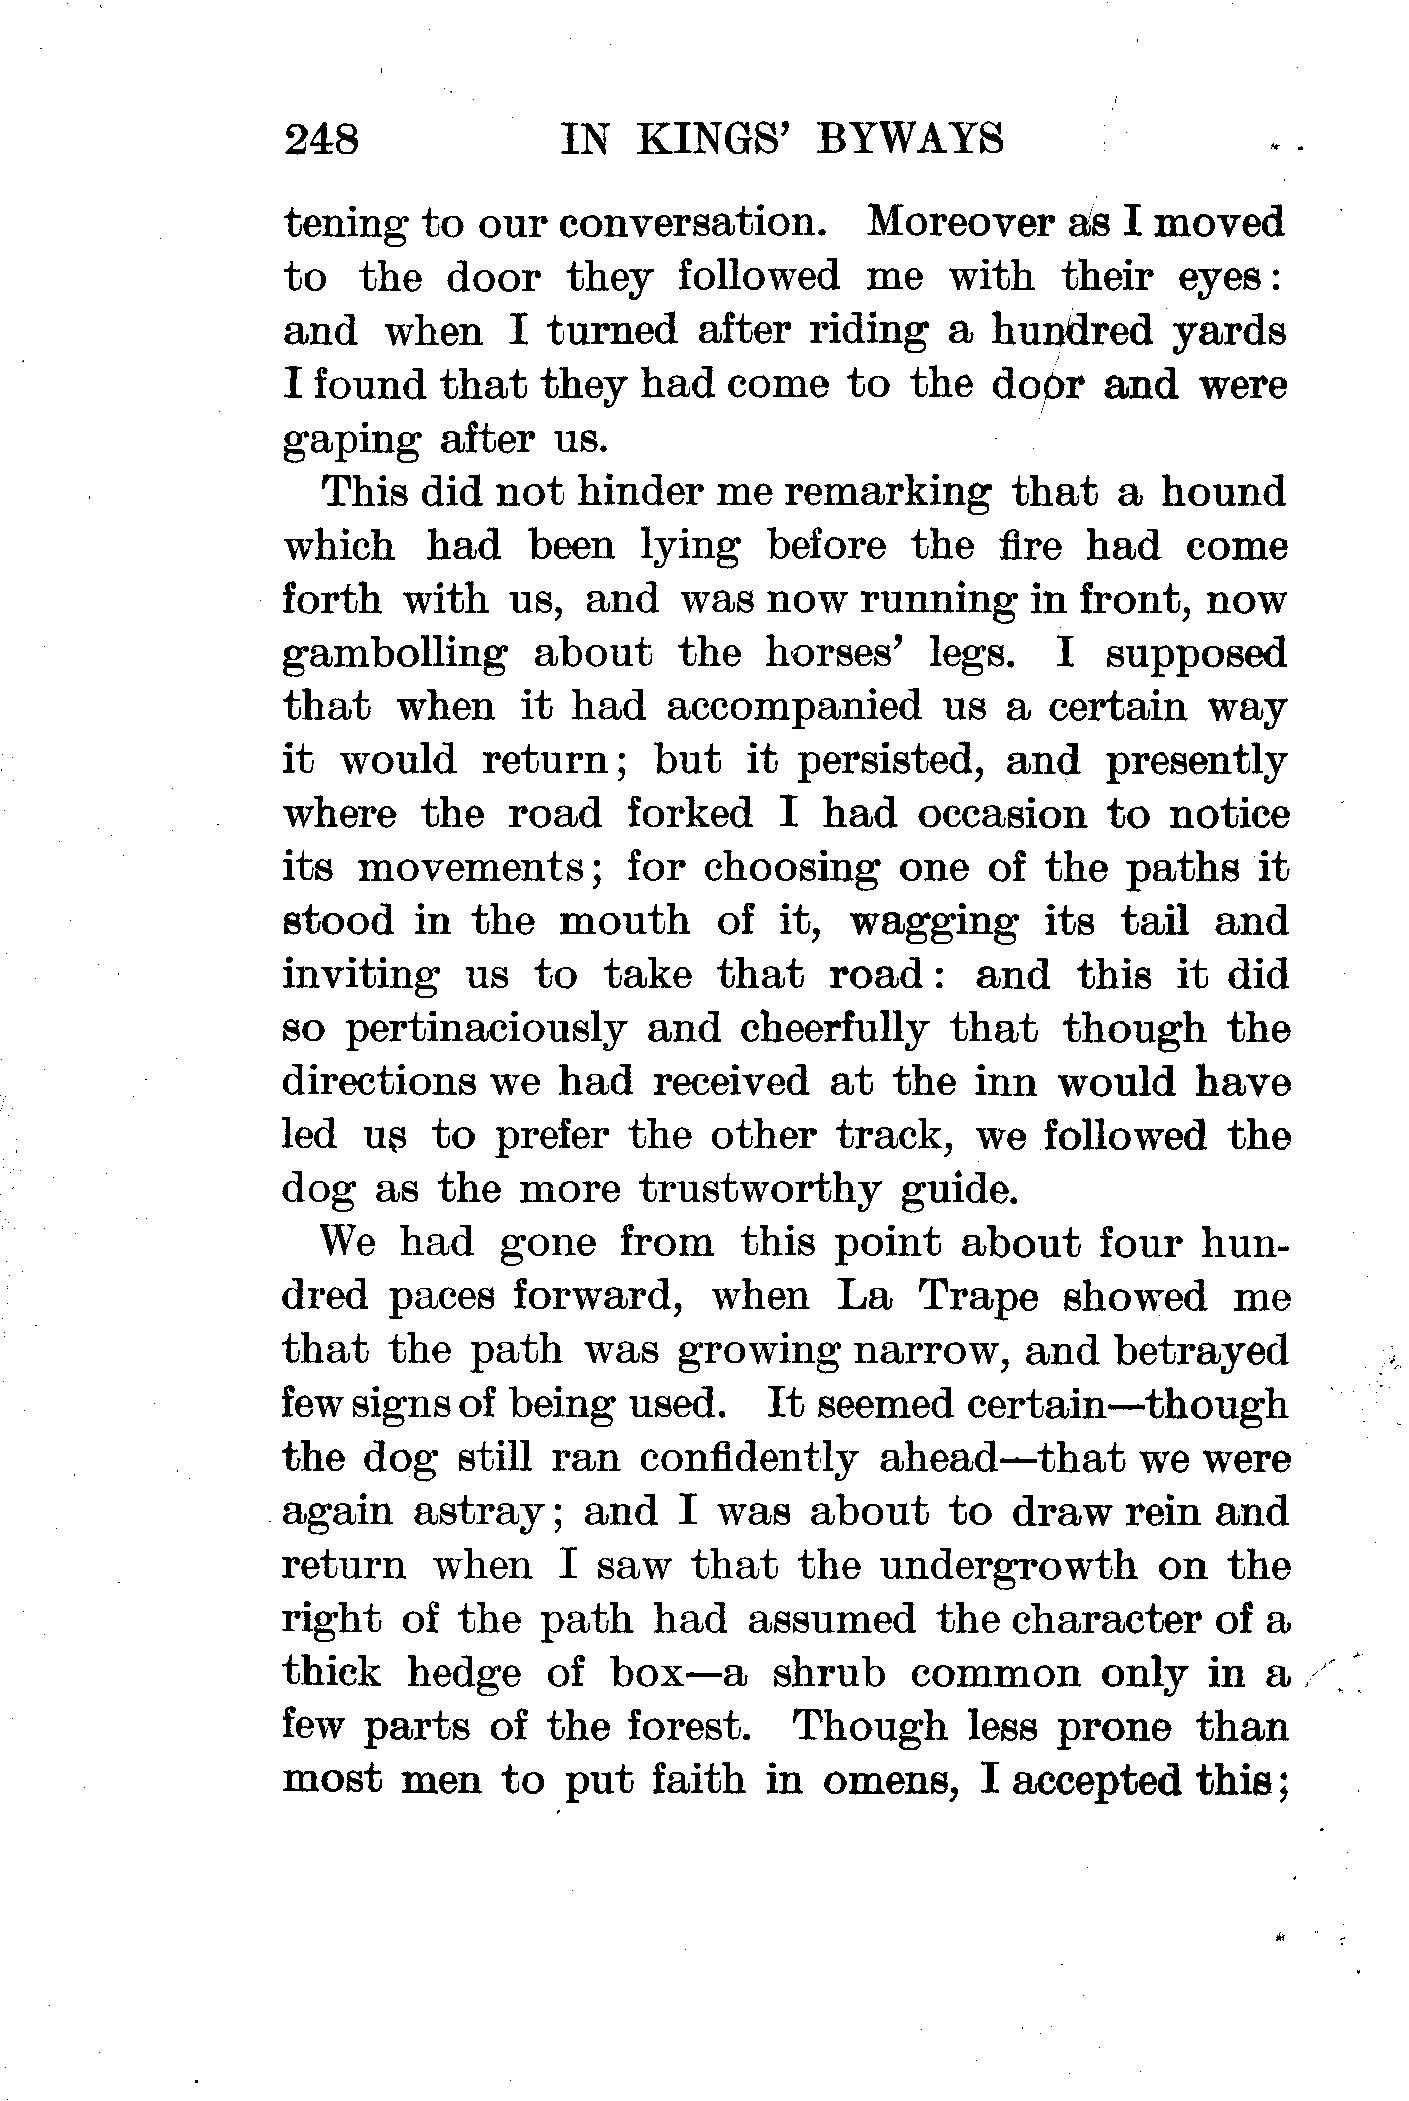 248 IN KINGS' BYWAYS
tening to our conversation. Moreover as I moved
to the door they followed me with their eyes:
and when I turned after riding a hundred yards
I found that they had come to the door and were
gaping after us.
This did not hinder me remarking that a hound
which had been lying before the fire had come
forth with us, and was now running in front, now
gambolling about the horses' legs. I supposed
that when it had accompanied us a certain way
it would return; but it persisted, and presently
where the road forked I had occasion to notice
its movements; for choosing one of the paths it
stood in the mouth of it, wagging its tail and
inviting us to take that road: and this it did
so pertinaciously and cheerfully that though the
directions we had received at the inn would have
led us to prefer the other track, we followed the
dog as the more trustworthy guide.
We had gone from this point about four hun-
dred paces forward, when La Trape showed me
that the path was growing narrow, and betrayed
few signs of being used. It seemed certain—though
the dog still ran confidently ahead—that we were
again astray; and I was about to draw rein and
return when I saw that the undergrowth on the
right of the path had assumed the character of a
thick hedge of box—a shrub common only in a
few parts of the forest. Though less prone than
most men to put faith in omens, I accepted this;